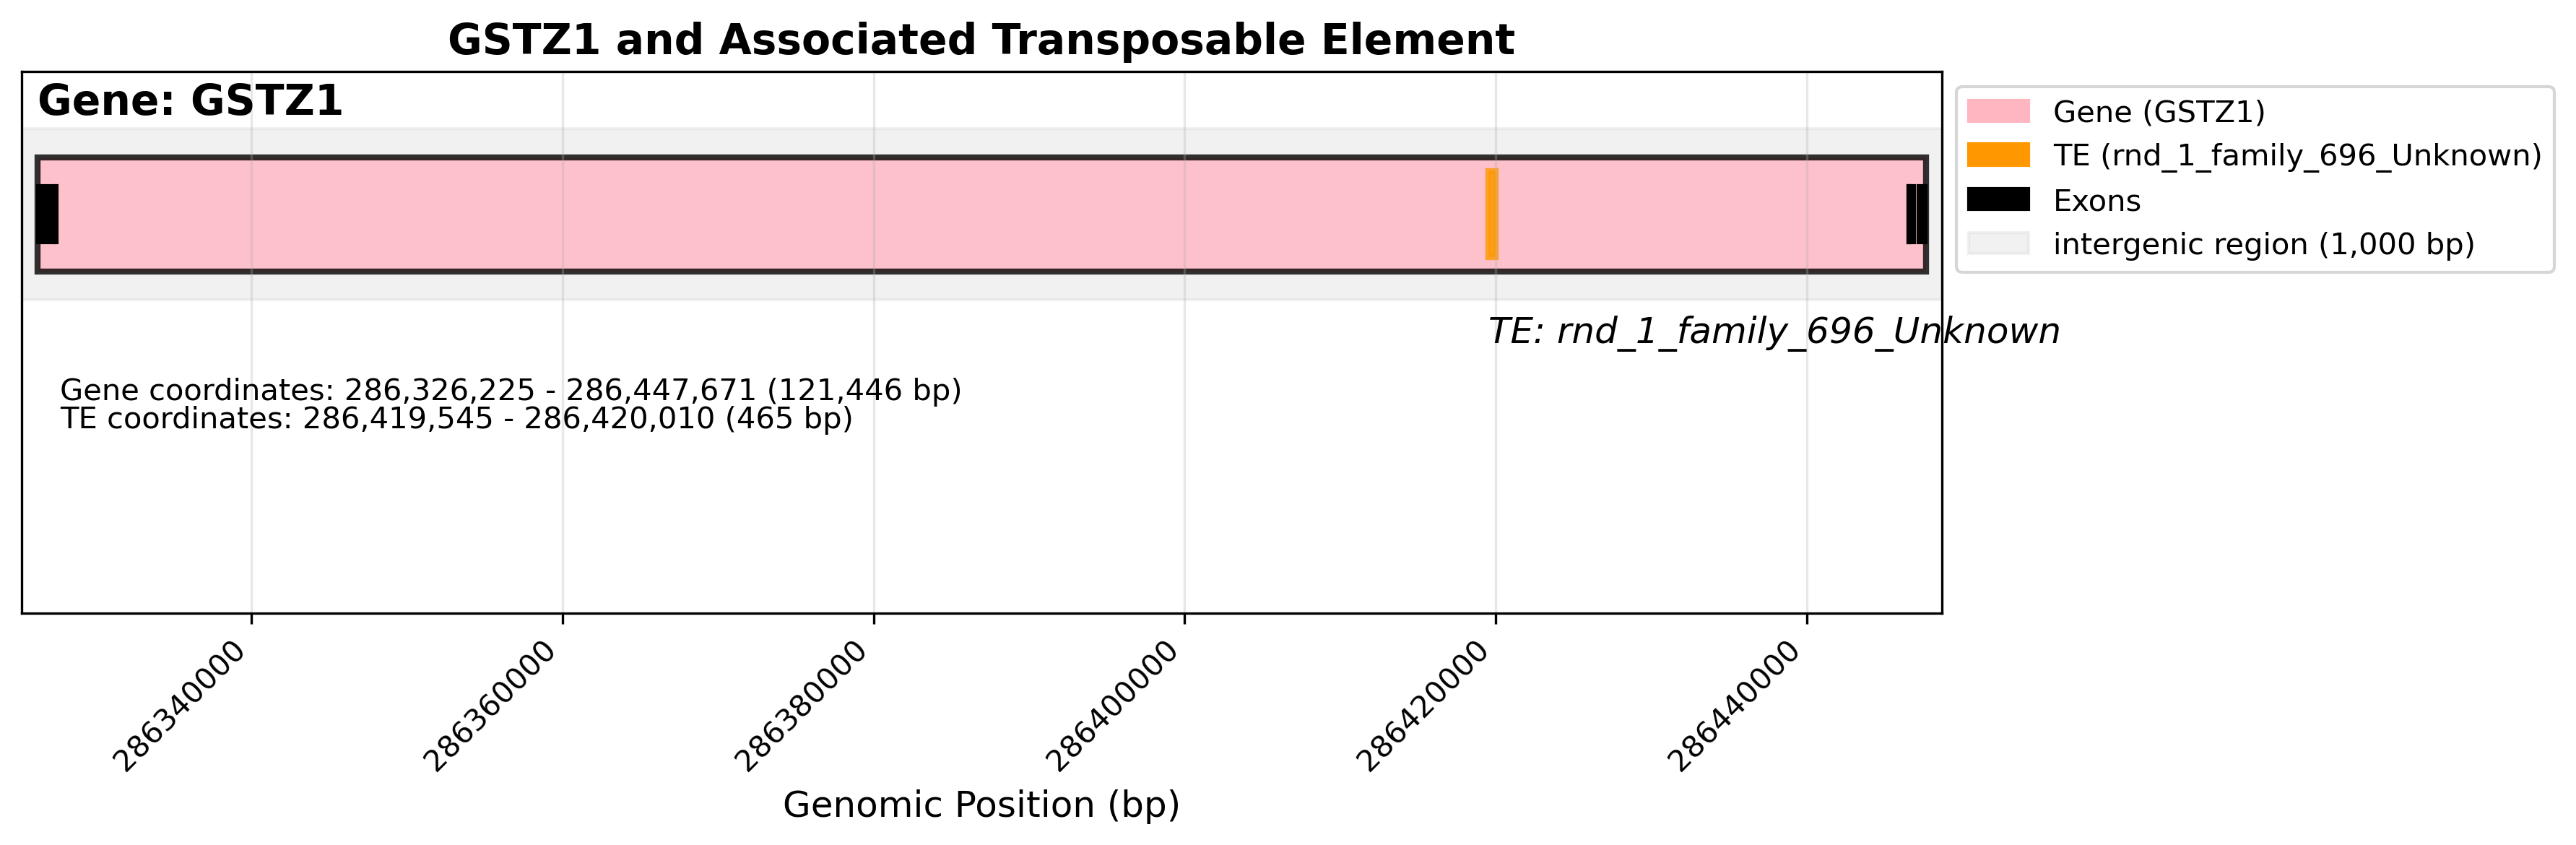 GSTZ1 and Associated Transposable Element
Gene: GSTZ1
Gene (GSTZ1)
TE (rnd_1_family_696_Unknown)
Exons
intergenic region (1,000 bp)
TE: rnd_1_family_696_Unknown
Gene coordinates: 286,326,225 - 286,447,671 (121,446 bp)
TE coordinates: 286,419,545 - 286,420,010 (465 bp)
286340000
286360000
286380000
286400000
286420000
286440000
Genomic Position (bp)